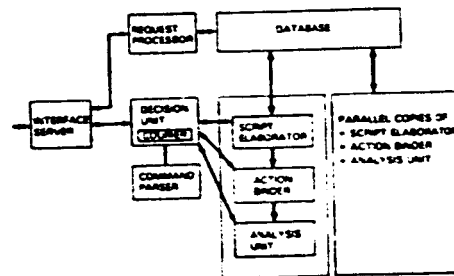 REQUEST
PROCESSOR
DATABASE
INTERFACE
SERVER
DECISION
UNIT
COURIER
COMMAND
PARSER
SCRIPT
ELABORATOR
ACTION
BINDER
ANALYSIS
UNIT
PARALLEL COPIES OF
• SCRIPT ELABORATOR
• ACTION BINDER
• ANALYSIS UNIT